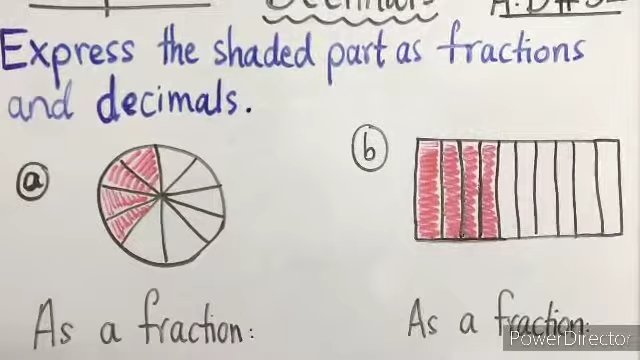 Express the shaded part as fractions
and decimals.
a
b
As a fraction:
As a fraction:
PowerDirector